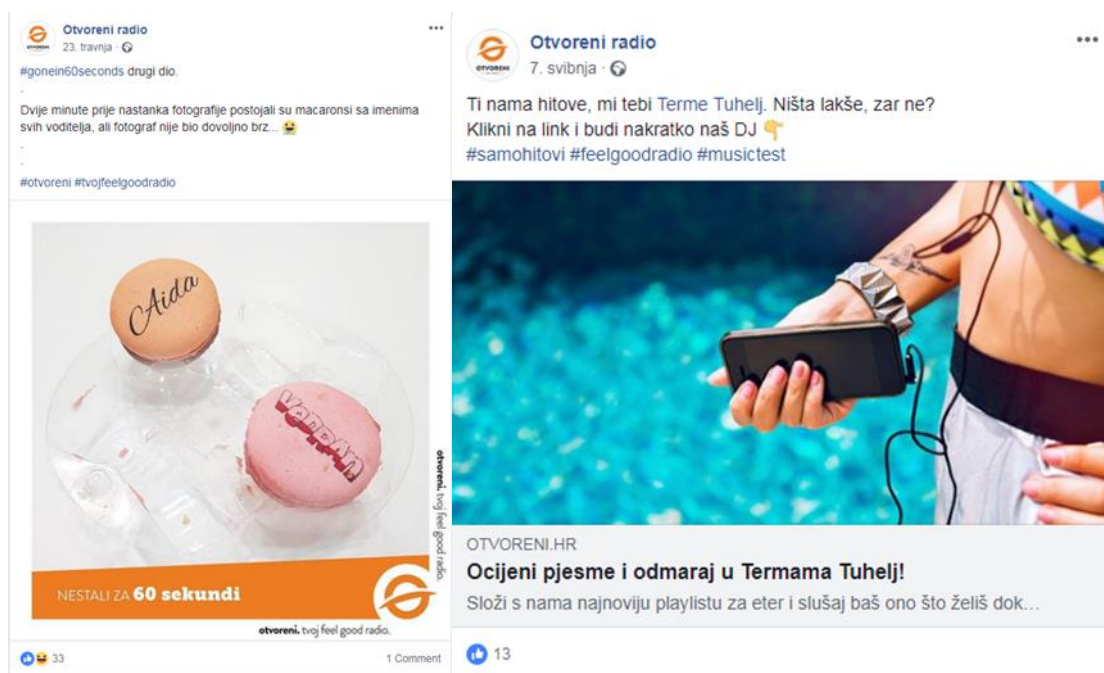 Otvoreni radio
23. travnja
#gonein60seconds drugi dio.
.
Dvije minute prije nastanka fotografije postojali su macaronsi sa imenima
svih voditelja, ali fotograf nije bio dovoljno brz... 😭
.
.
#otvoreni #tvojfeelgoodradio
Aida
VEDRAN
otvoreni. tvoj feel good radio.
NESTALI ZA 60 sekundi
otvoreni. tvoj feel good radio.
33
1 Comment
OTVORENI
Otvoreni radio
7. svibnja
Ti nama hitove, mi tebi Terme Tuhelj. Ništa lakše, zar ne?
Klikni na link i budi nakratko naš DJ 👇
#samohitovi #feelgoodradio #musictest
OTVORENI.HR
Ocijeni pjesme i odmaraj u Termama Tuhelj!
Složi s nama najnoviju playlistu za eter i slušaj baš ono što želiš dok...
13